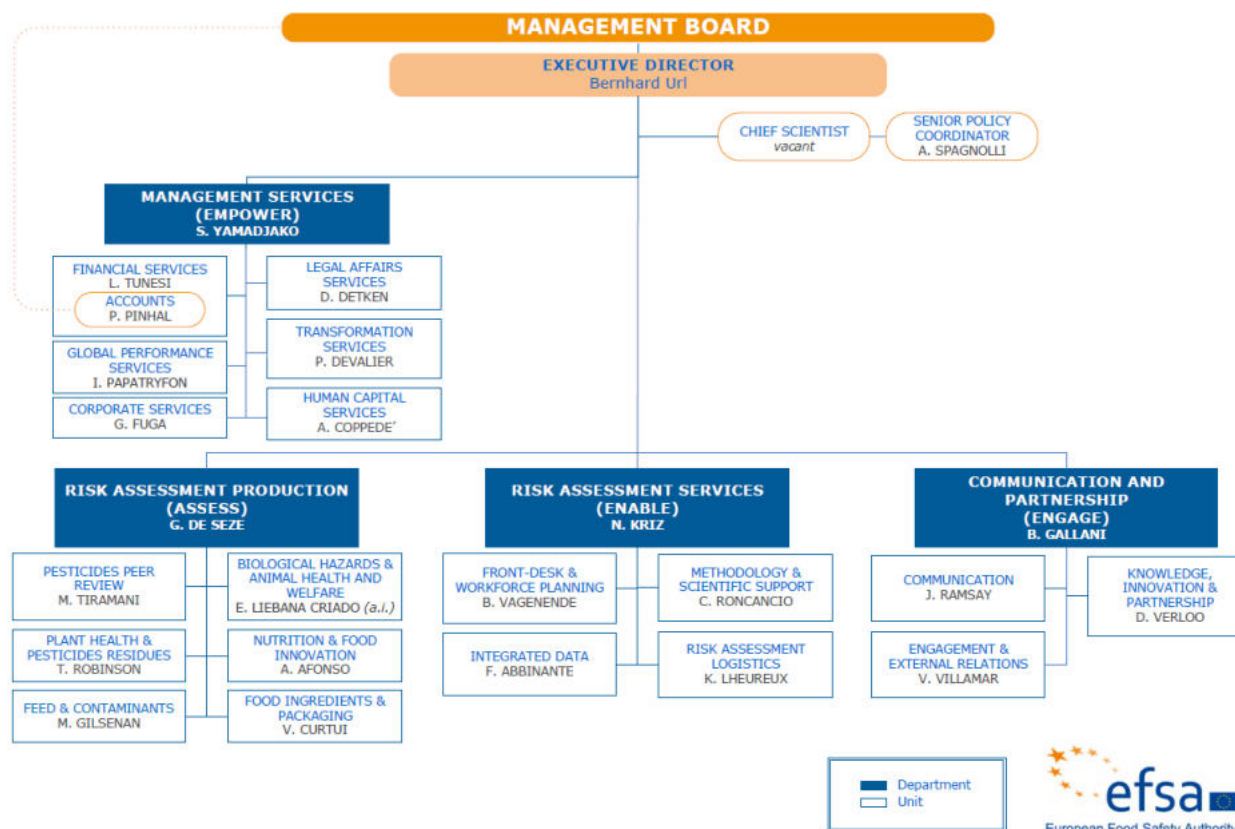 MANAGEMENT BOARD
EXECUTIVE DIRECTOR
Bernhard Url
CHIEF SCIENTIST
vacant
SENIOR POLICY
COORDINATOR
A. SPAGNOLLI
MANAGEMENT SERVICES
(EMPOWER)
S. YAMADJAKO
FINANCIAL SERVICES
L. TUNESI
ACCOUNTS
P. PINHAL
LEGAL AFFAIRS
SERVICES
D. DETKEN
GLOBAL PERFORMANCE
SERVICES
I. PAPATRYFON
TRANSFORMATION
SERVICES
P. DEVALIER
CORPORATE SERVICES
G. FUGA
HUMAN CAPITAL
SERVICES
A. COPPEDE´
RISK ASSESSMENT PRODUCTION
(ASSESS)
G. DE SEZE
PESTICIDES PEER
REVIEW
M. TIRAMANI
BIOLOGICAL HAZARDS &
ANIMAL HEALTH AND
WELFARE
E. LIEBANA CRIADO (a.i.)
PLANT HEALTH &
PESTICIDES RESIDUES
T. ROBINSON
NUTRITION & FOOD
INNOVATION
A. AFONSO
FEED & CONTAMINANTS
M. GILSENAN
FOOD INGREDIENTS &
PACKAGING
V. CURTUI
RISK ASSESSMENT SERVICES
(ENABLE)
N. KRIZ
FRONT-DESK &
WORKFORCE PLANNING
B. VAGENENDE
METHODOLOGY &
SCIENTIFIC SUPPORT
C. RONCANCIO
INTEGRATED DATA
F. ABBINANTE
RISK ASSESSMENT
LOGISTICS
K. LHEUREUX
COMMUNICATION AND
PARTNERSHIP
(ENGAGE)
B. GALLANI
COMMUNICATION
J. RAMSAY
KNOWLEDGE,
INNOVATION &
PARTNERSHIP
D. VERLOO
ENGAGEMENT &
EXTERNAL RELATIONS
V. VILLAMAR
Department
Unit
efsa
European Food Safety Authority